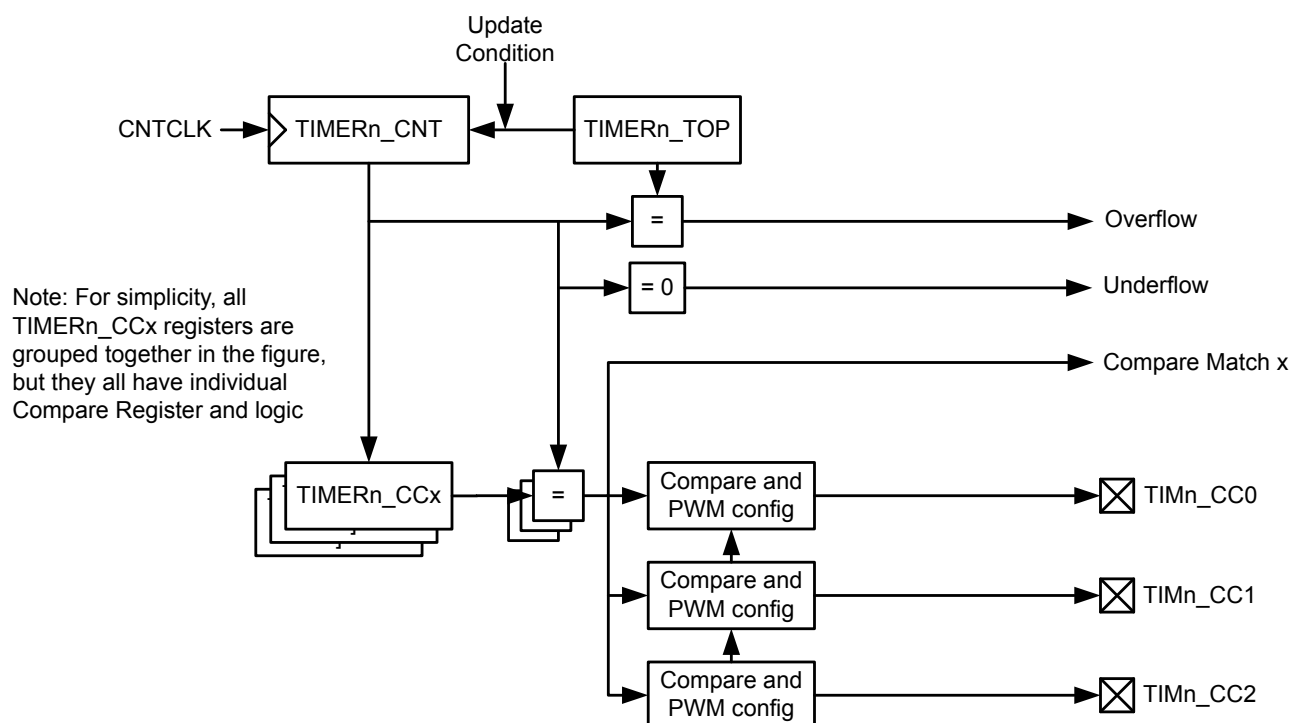 Update
Condition
CNTCLK
TIMERn_CNT
TIMERn_TOP
=
Overflow
= 0
Underflow
Note: For simplicity, all
TIMERn_CCx registers are
grouped together in the figure,
but they all have individual
Compare Register and logic
Compare Match x
TIMERn_CCx
=
Compare and
PWM config
TIMn_CC0
Compare and
PWM config
TIMn_CC1
Compare and
PWM config
TIMn_CC2